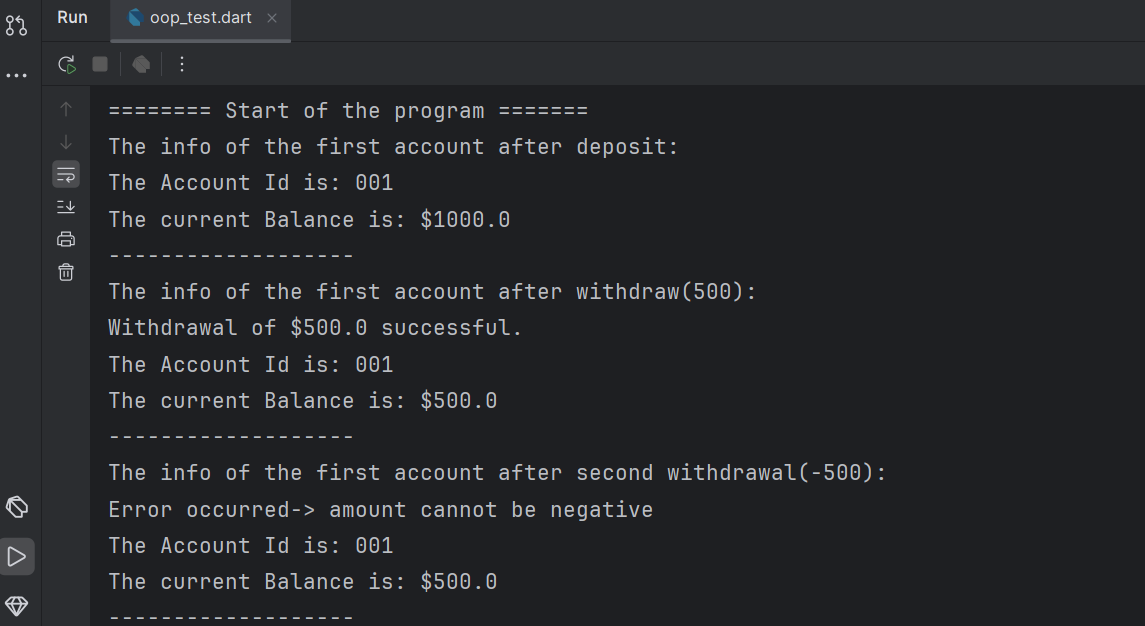 Run
oop_test.dart
======== Start of the program =======
The info of the first account after deposit:
The Account Id is: 001
The current Balance is: $1000.0
-------------------
The info of the first account after withdraw(500):
Withdrawal of $500.0 successful.
The Account Id is: 001
The current Balance is: $500.0
-------------------
The info of the first account after second withdrawal(-500):
Error occurred-> amount cannot be negative
The Account Id is: 001
The current Balance is: $500.0
-------------------